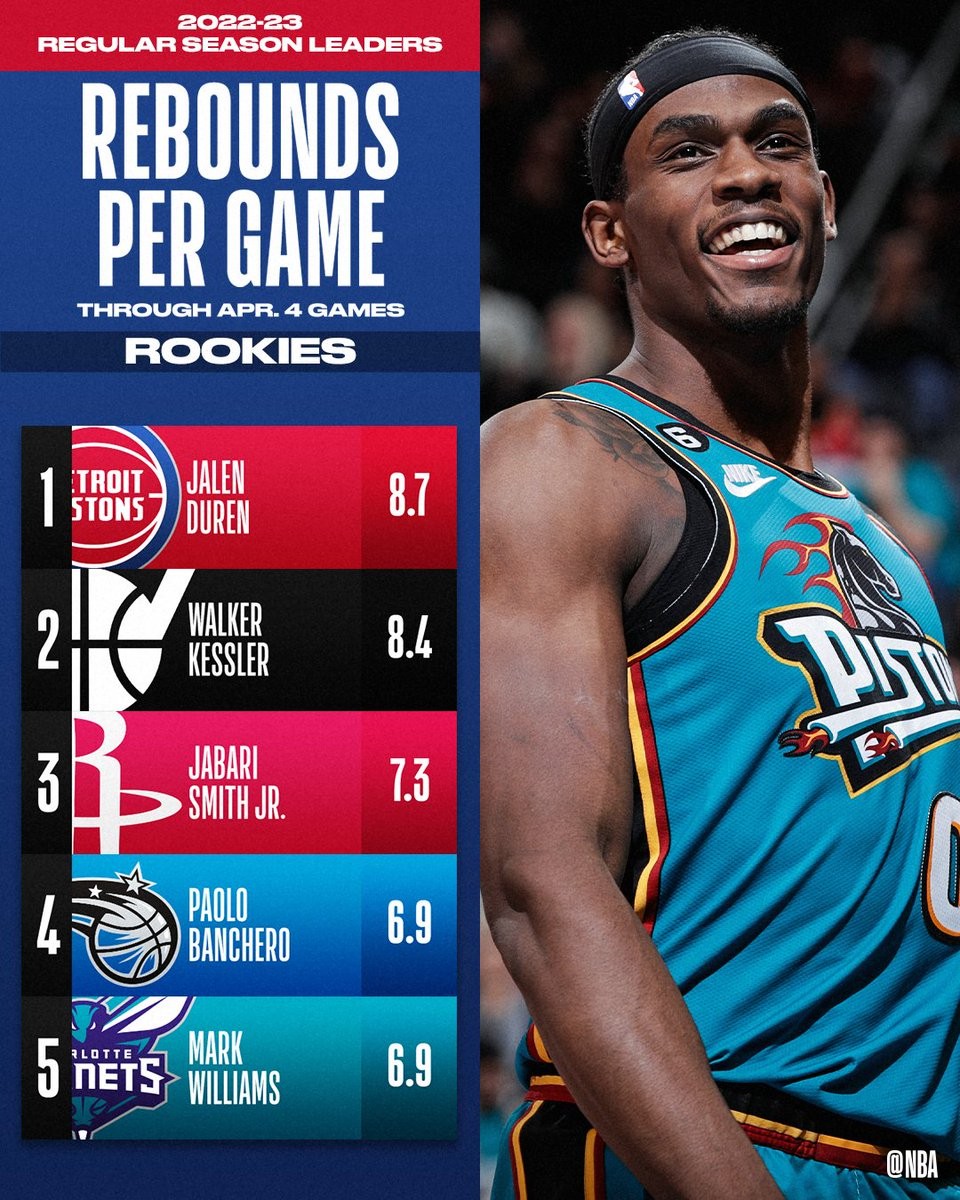 2022-23
REGULAR SEASON LEADERS
REBOUNDS
PER GAME
THROUGH APR. 4 GAMES
ROOKIES
1
ETROIT
STONS
JALEN
DUREN
8.7
2
WALKER
KESSLER
8.4
3
JABARI
SMITH JR.
7.3
4
PAOLO
BANCHERO
6.9
5
RLOTTE
NETS
MARK
WILLIAMS
6.9
6
NIKE
PISTO
0
@NBA